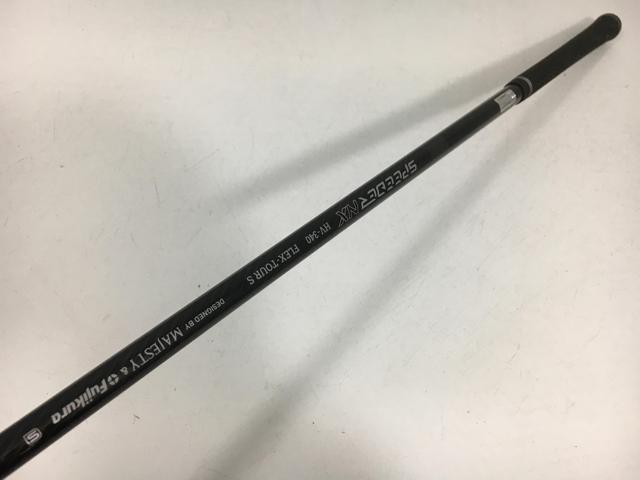 SPEEDER NX HV-340 FLEX-TOUR S DESIGNED BY MAJESTY & Fujikura S